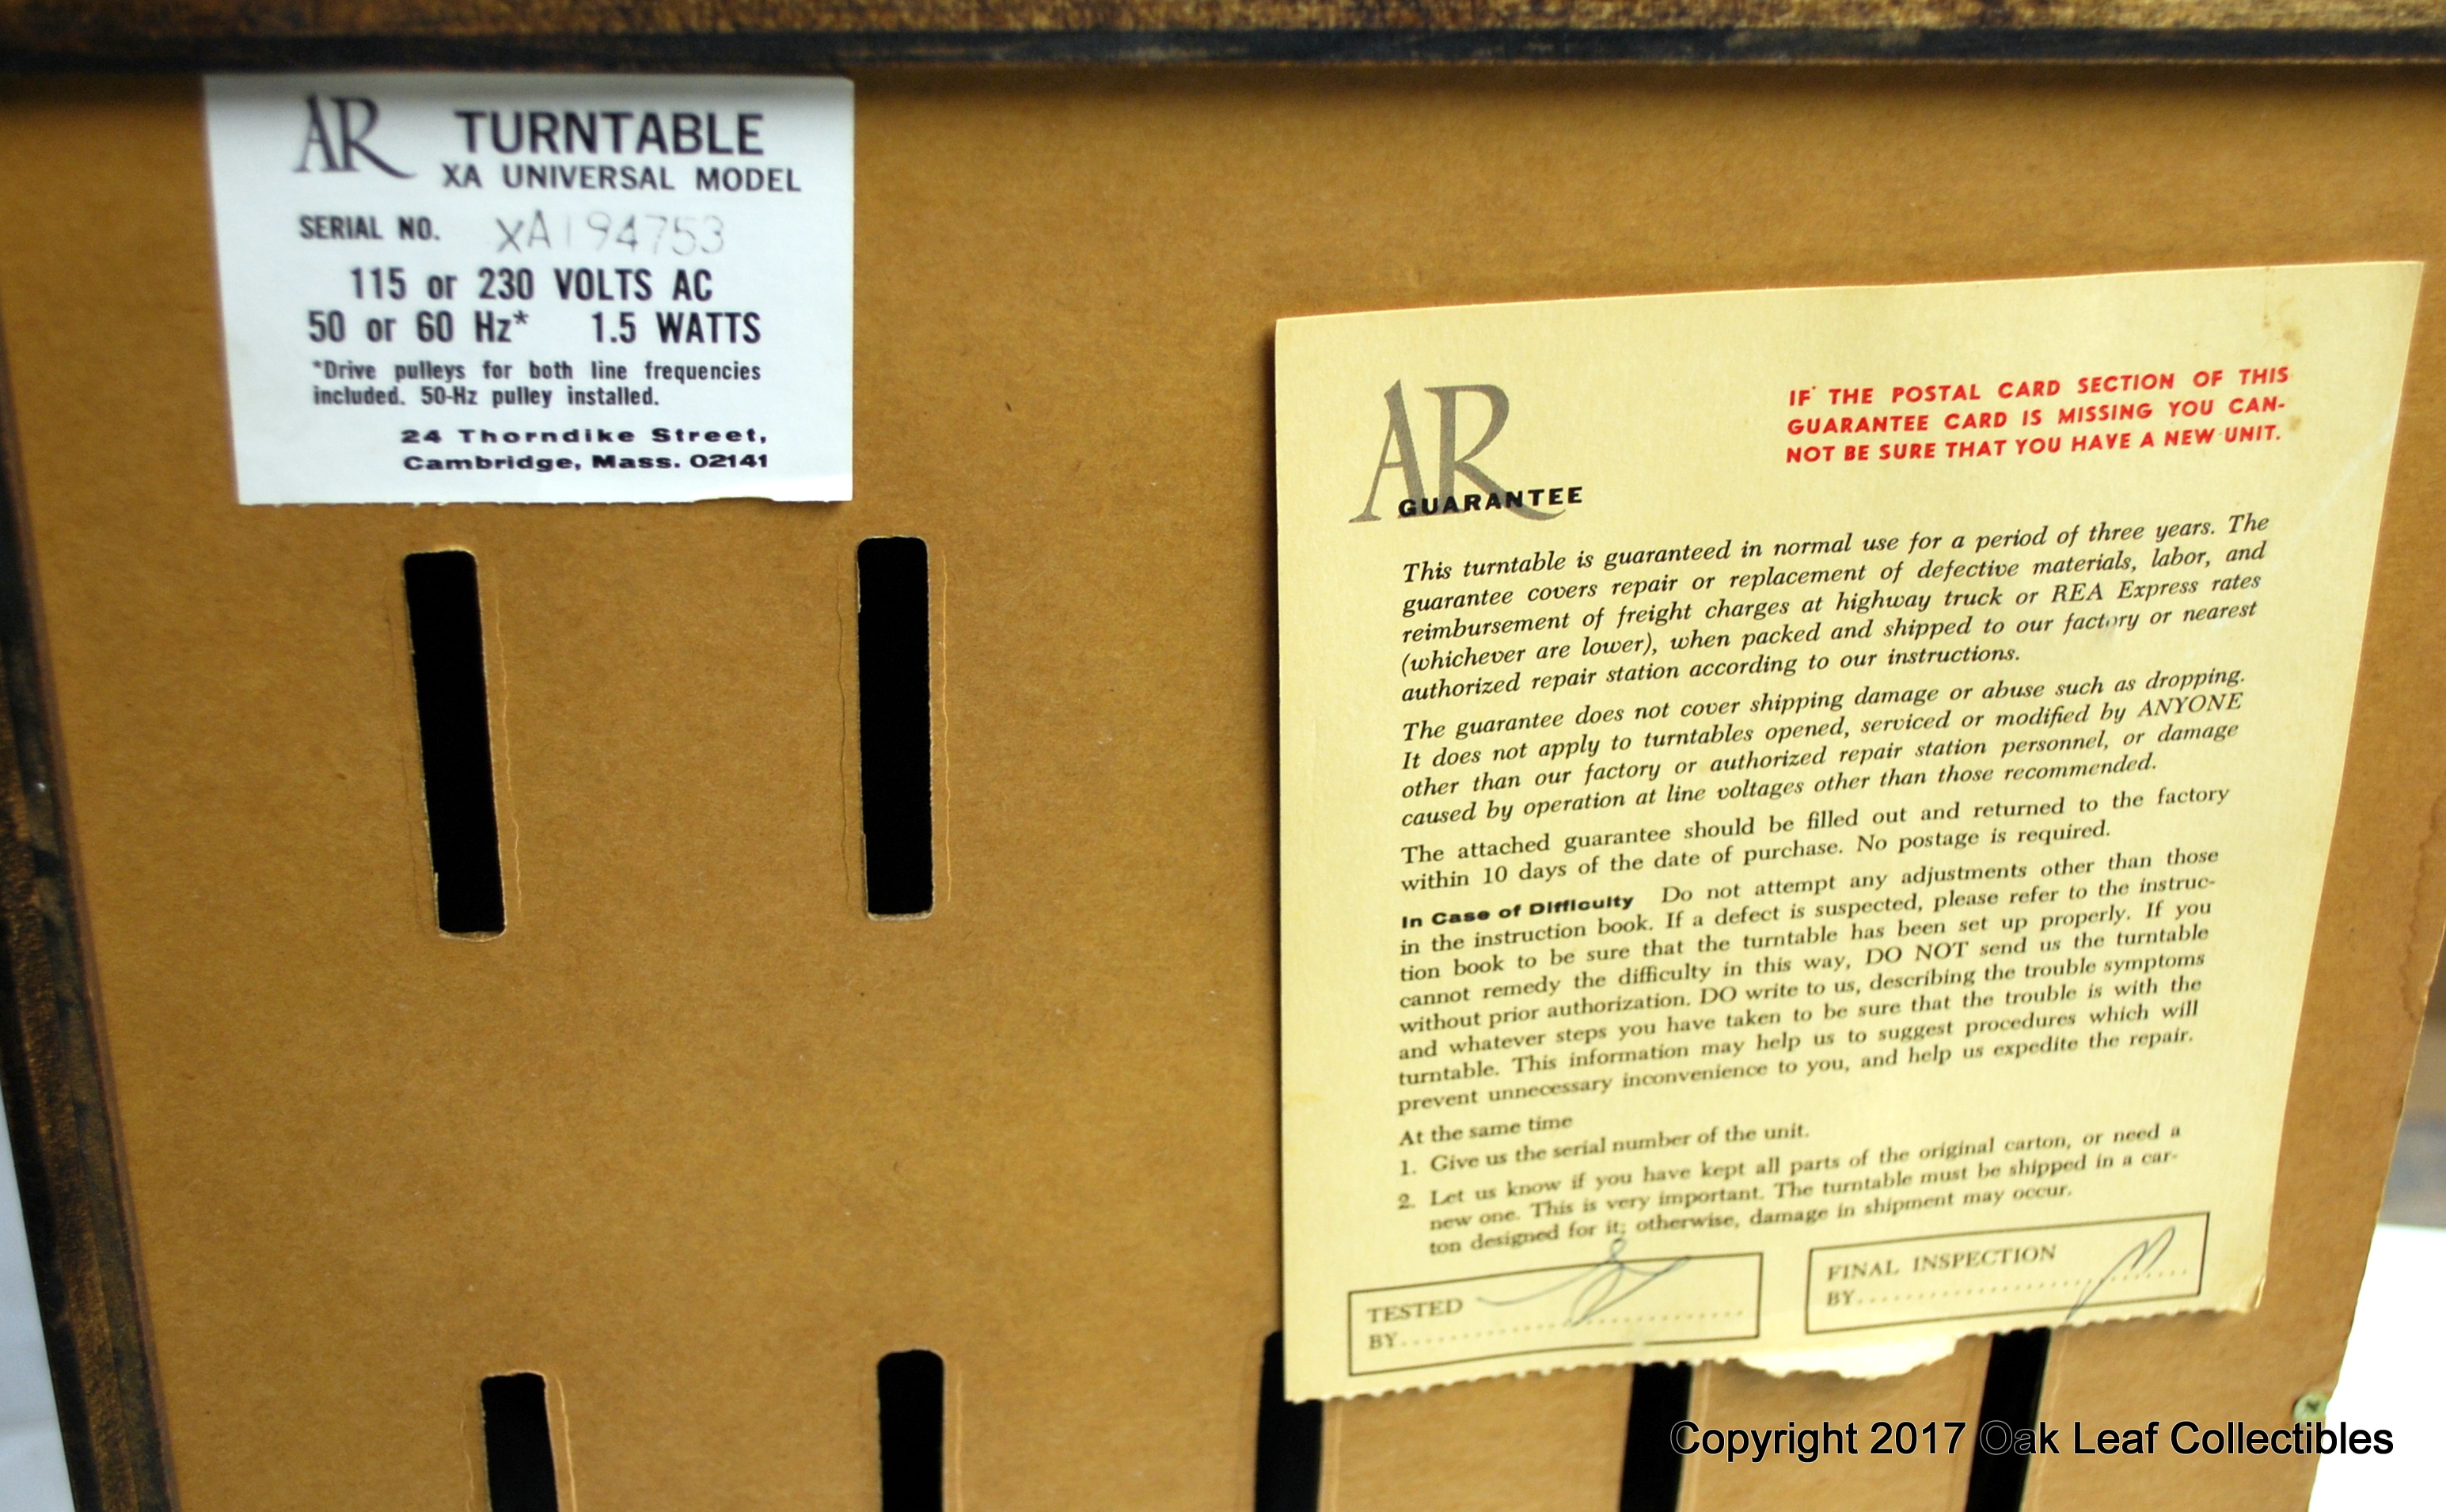 AR TURNTABLE
XA UNIVERSAL MODEL
SERIAL NO. XA194753
115 or 230 VOLTS AC
50 or 60 Hz* 1.5 WATTS
*Drive pulleys for both line frequencies
included. 50-Hz pulley installed.
24 Thorndike Street,
Cambridge, Mass. 02141
IF THE POSTAL CARD SECTION OF THIS
GUARANTEE CARD IS MISSING YOU CAN-
NOT BE SURE THAT YOU HAVE A NEW UNIT.
AR
GUARANTEE
This turntable is guaranteed in normal use for a period of three years. The
guarantee covers repair or replacement of defective materials, labor, and
reimbursement of freight charges at highway truck or REA Express rates
(whichever are lower), when packed and shipped to our factory or nearest
authorized repair station according to our instructions.
The guarantee does not cover shipping damage or abuse such as dropping.
It does not apply to turntables opened, serviced or modified by ANYONE
other than our factory or authorized repair station personnel, or damage
caused by operation at line voltages other than those recommended.
The attached guarantee should be filled out and returned to the factory
within 10 days of the date of purchase. No postage is required.
In Case of Difficulty Do not attempt any adjustments other than those
in the instruction book. If a defect is suspected, please refer to the instruc-
tion book to be sure that the turntable has been set up properly. If you
cannot remedy the difficulty in this way, DO NOT send us the turntable
without prior authorization. DO write to us, describing the trouble symptoms
and whatever steps you have taken to be sure that the trouble is with the
turntable. This information may help us to suggest procedures which will
prevent unnecessary inconvenience to you, and help us expedite the repair.
At the same time
1. Give us the serial number of the unit.
2. Let us know if you have kept all parts of the original carton, or need a
new one. This is very important. The turntable must be shipped in a car-
ton designed for it; otherwise, damage in shipment may occur.
TESTED
BY
FINAL INSPECTION
BY
Copyright 2017 Oak Leaf Collectibles